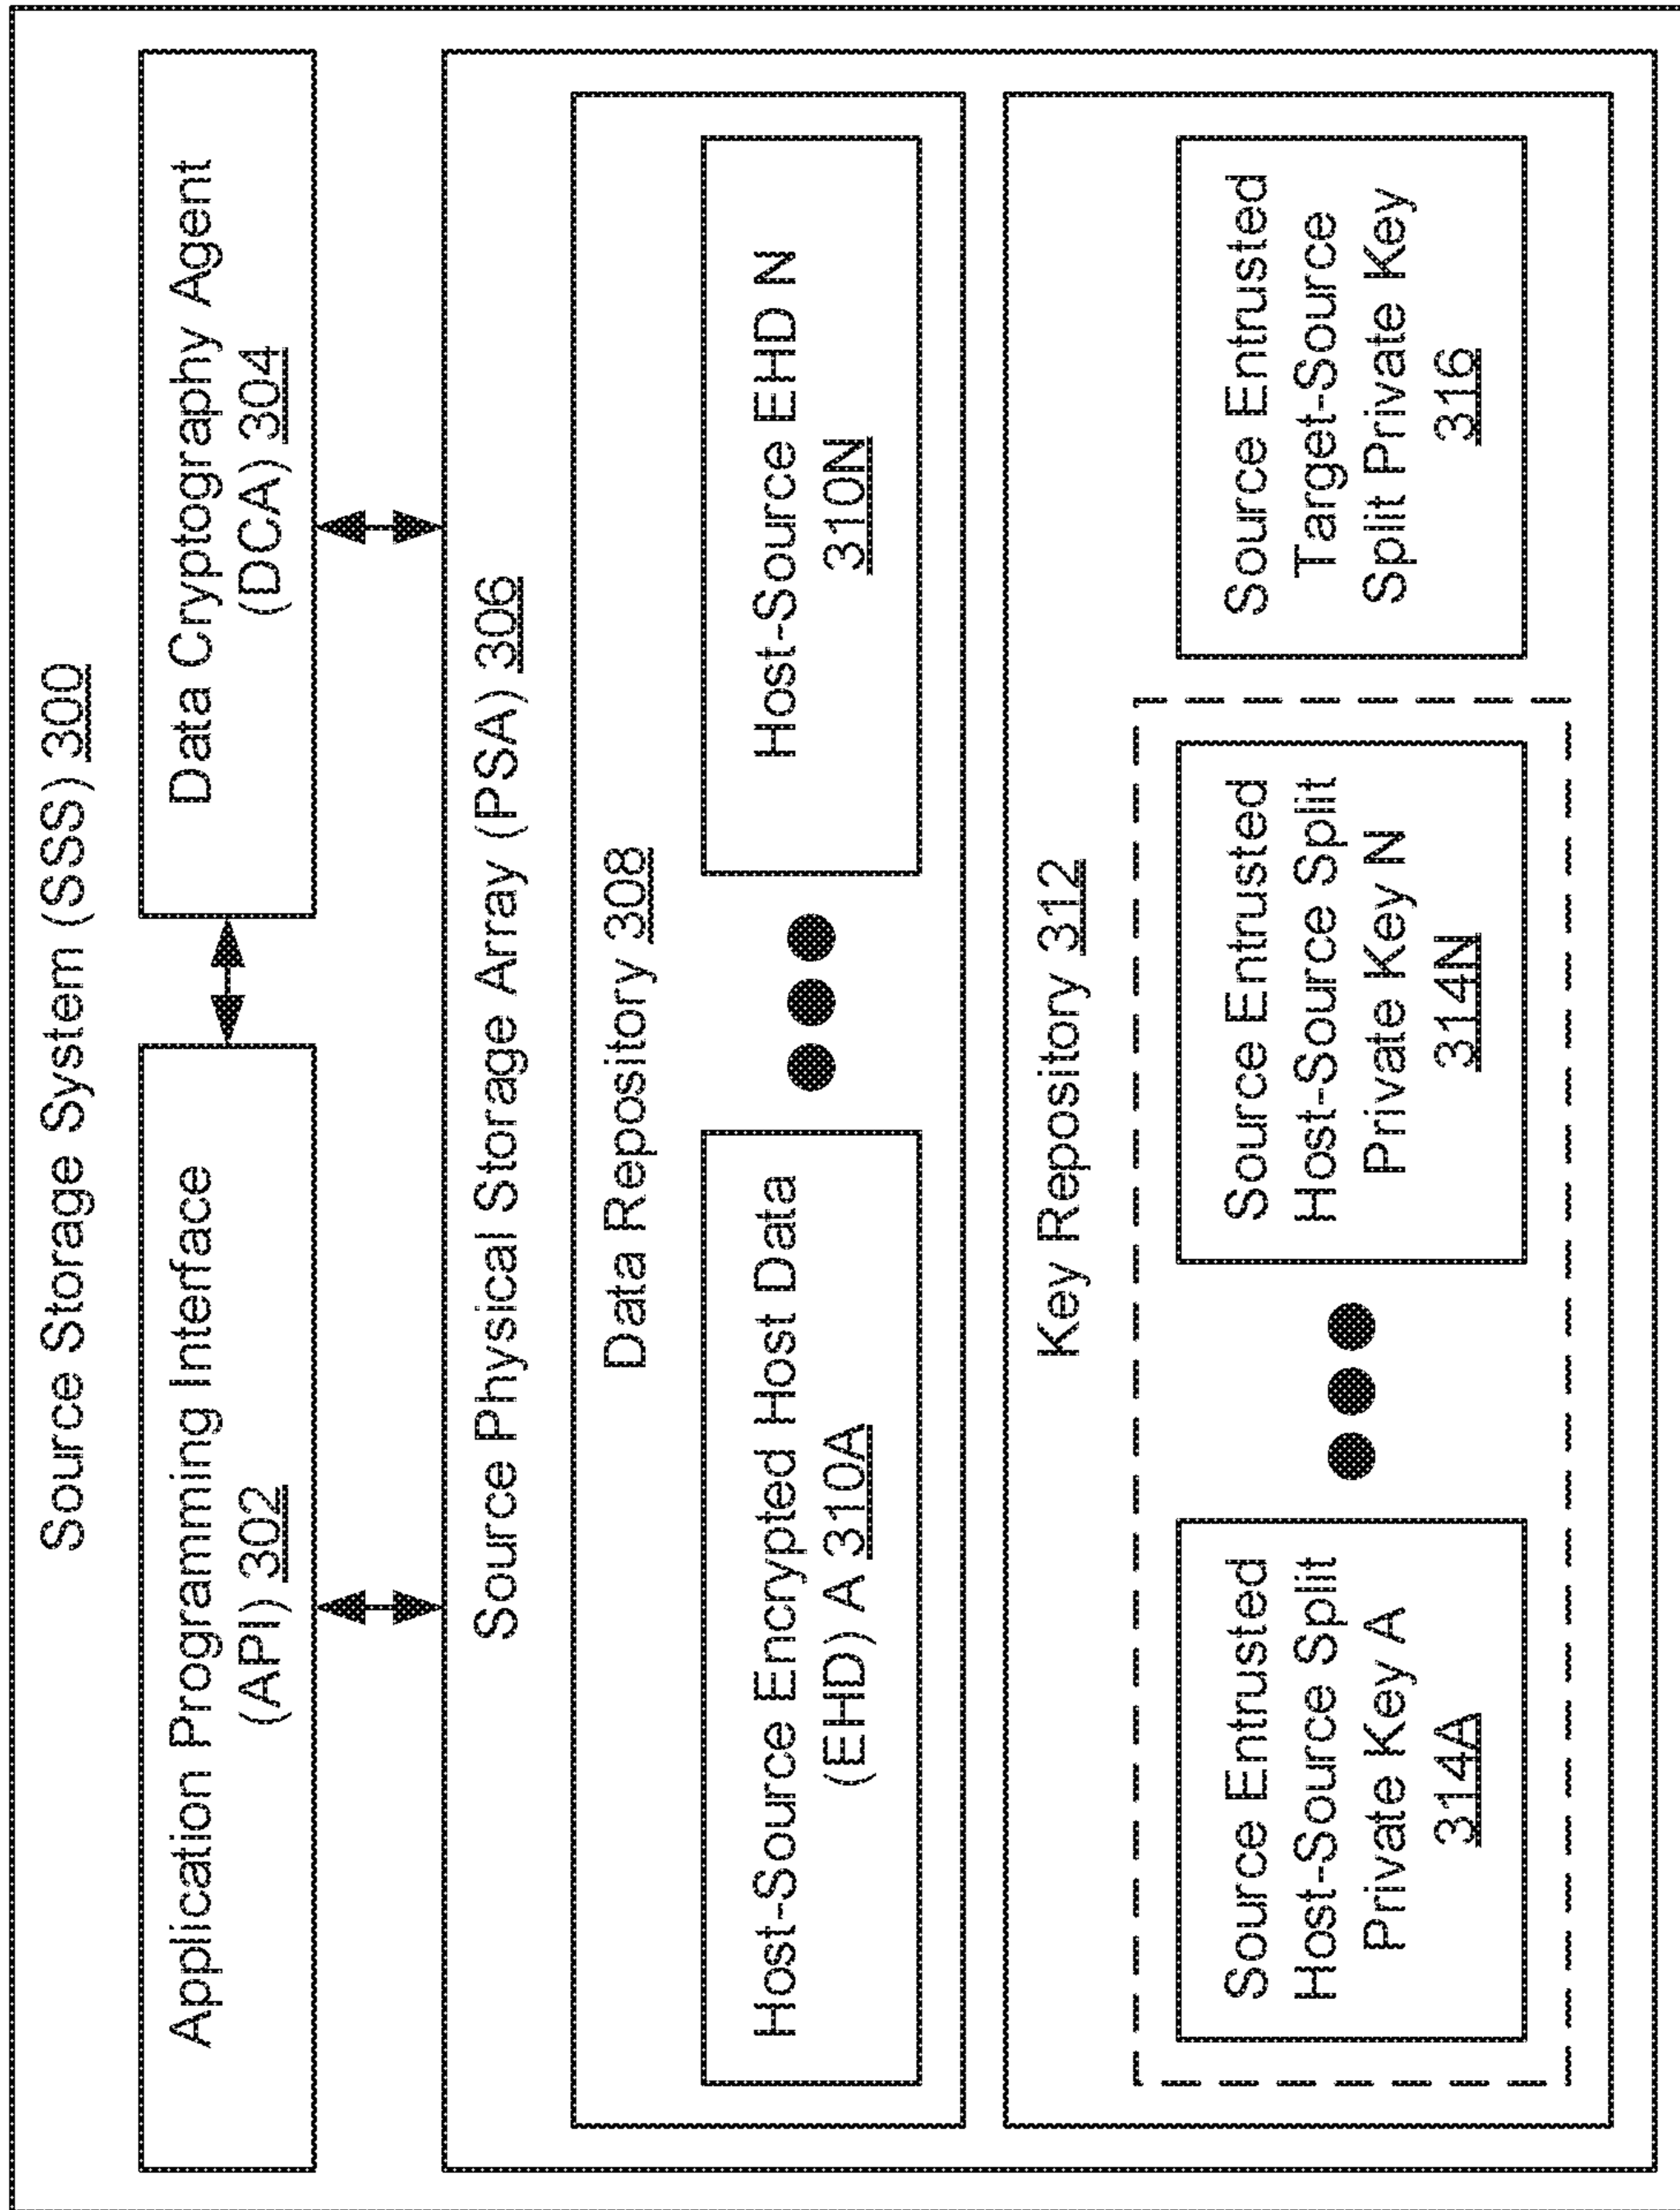 Source Storage System (SSS) 300
Application Programming Interface
(API) 302
Data Cryptography Agent
(DCA) 304
Source Physical Storage Array (PSA) 306
Data Repository 308
Host-Source Encrypted Host Data
(EHD) A 310A
Host-Source EHD N
310N
Key Repository 312
Source Entrusted
Host-Source Split
Private Key A
314A
Source Entrusted
Host-Source Split
Private Key N
314N
Source Entrusted
Target-Source
Split Private Key
316